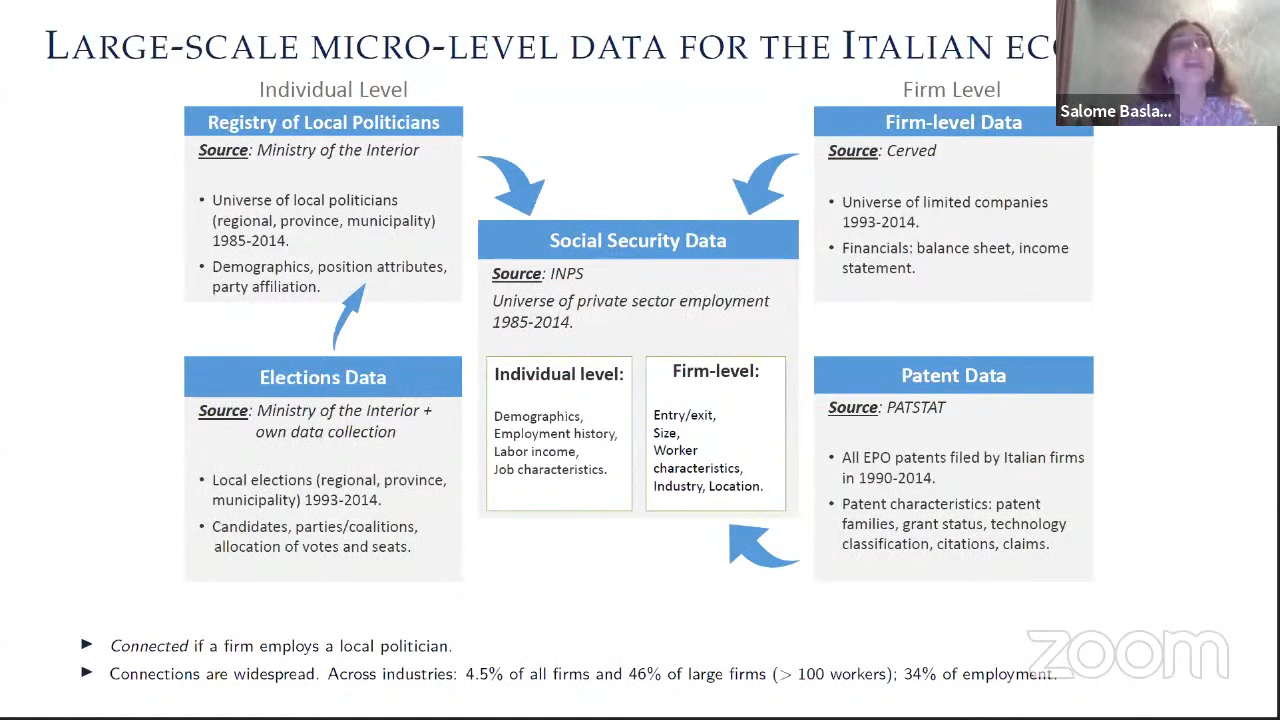 LARGE-SCALE MICRO-LEVEL DATA FOR THE ITALIAN
Salome Basla...
Individual Level
Registry of Local Politicians
Source: Ministry of the Interior
• Universe of local politicians
(regional, province, municipality)
1985-2014.
• Demographics, position attributes,
party affiliation.
Elections Data
Source: Ministry of the Interior +
own data collection
• Local elections (regional, province,
municipality) 1993-2014.
• Candidates, parties/coalitions,
allocation of votes and seats.
Social Security Data
Source: INPS
Universe of private sector employment
1985-2014.
Individual level:
Demographics,
Employment history,
Labor income,
Job characteristics.
Firm-level:
Entry/exit,
Size,
Worker
characteristics,
Industry, Location.
Firm Level
Firm-level Data
Source: Cerved
• Universe of limited companies
1993-2014.
• Financials: balance sheet, income
statement.
Patent Data
Source: PATSTAT
• All EPO patents filed by Italian firms
in 1990-2014.
• Patent characteristics: patent
families, grant status, technology
classification, citations, claims.
► Connected if a firm employs a local politician.
► Connections are widespread. Across industries: 4.5% of all firms and 46% of large firms (> 100 workers); 34% of employment.
zoom